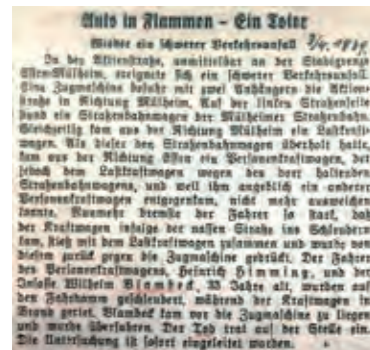 Auto in Flammen – Ein Toter
Wieder ein schwerer Verkehrsunfall 3/4. 1939.
In der Aktienstraße, unmittelbar an der Stadtgrenze
Essen-Mülheim, ereignete sich ein schwerer Verkehrsunfall.
Eine Zugmaschine befuhr mit zwei Anhängern die Aktien-
straße in Richtung Mülheim. Auf der linken Straßenseite
stand ein Straßenbahnwagen der Mülheimer Straßenbahn.
Gleichzeitig kam aus der Richtung Mülheim ein Lastkraft-
wagen. Als dieser den Straßenbahnwagen überholt hatte,
kam aus der Richtung Essen ein Personenkraftwagen, der
jedoch dem Lastkraftwagen wegen des dort haltenden
Straßenbahnwagens, und weil ihm angeblich ein anderer
Personenkraftwagen entgegenkam, nicht mehr ausweichen
konnte. Nunmehr bremste der Fahrer so stark, daß
der Kraftwagen infolge der nassen Straße ins Schleudern
kam, stieß mit dem Lastkraftwagen zusammen und wurde von
diesem zurück gegen die Zugmaschine gedrückt. Der Fahrer
des Personenkraftwagens, Heinrich Himming, und der
Insasse Wilhelm Blambeck, 33 Jahre alt, wurden auf
den Fahrdamm geschleudert, während der Kraftwagen in
Brand geriet. Blambeck kam vor die Zugmaschine zu liegen
und wurde überfahren. Der Tod trat auf der Stelle ein.
Die Untersuchung ist sofort eingeleitet worden.